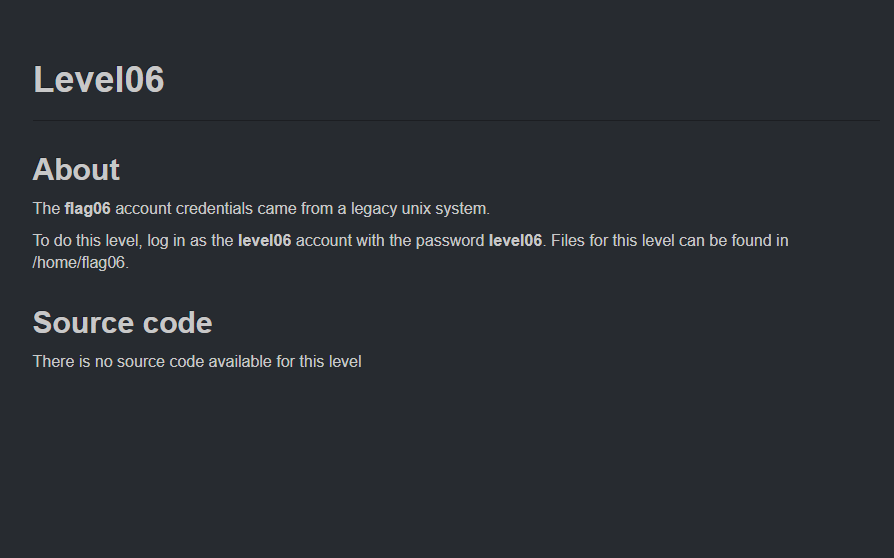 Level06
About
The flag06 account credentials came from a legacy unix system.
To do this level, log in as the level06 account with the password level06. Files for this level can be found in
/home/flag06.
Source code
There is no source code available for this level